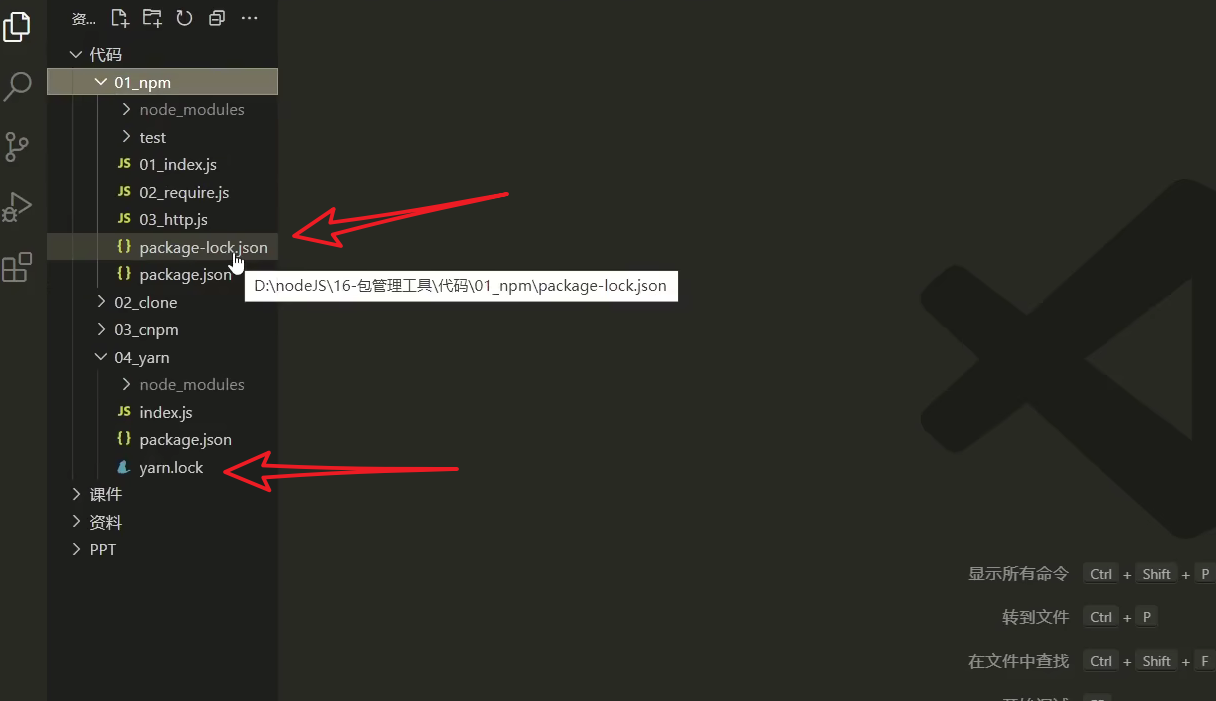 资...
代码
01_npm
node_modules
test
JS 01_index.js
JS 02_require.js
JS 03_http.js
{} package-lock.json
{} package.json
D:\nodeJS\16-包管理工具\代码\01_npm\package-lock.json
02_clone
03_cnpm
04_yarn
node_modules
JS index.js
{} package.json
yarn.lock
课件
资料
PPT
显示所有命令 Ctrl + Shift + P
转到文件 Ctrl + P
在文件中查找 Ctrl + Shift + F